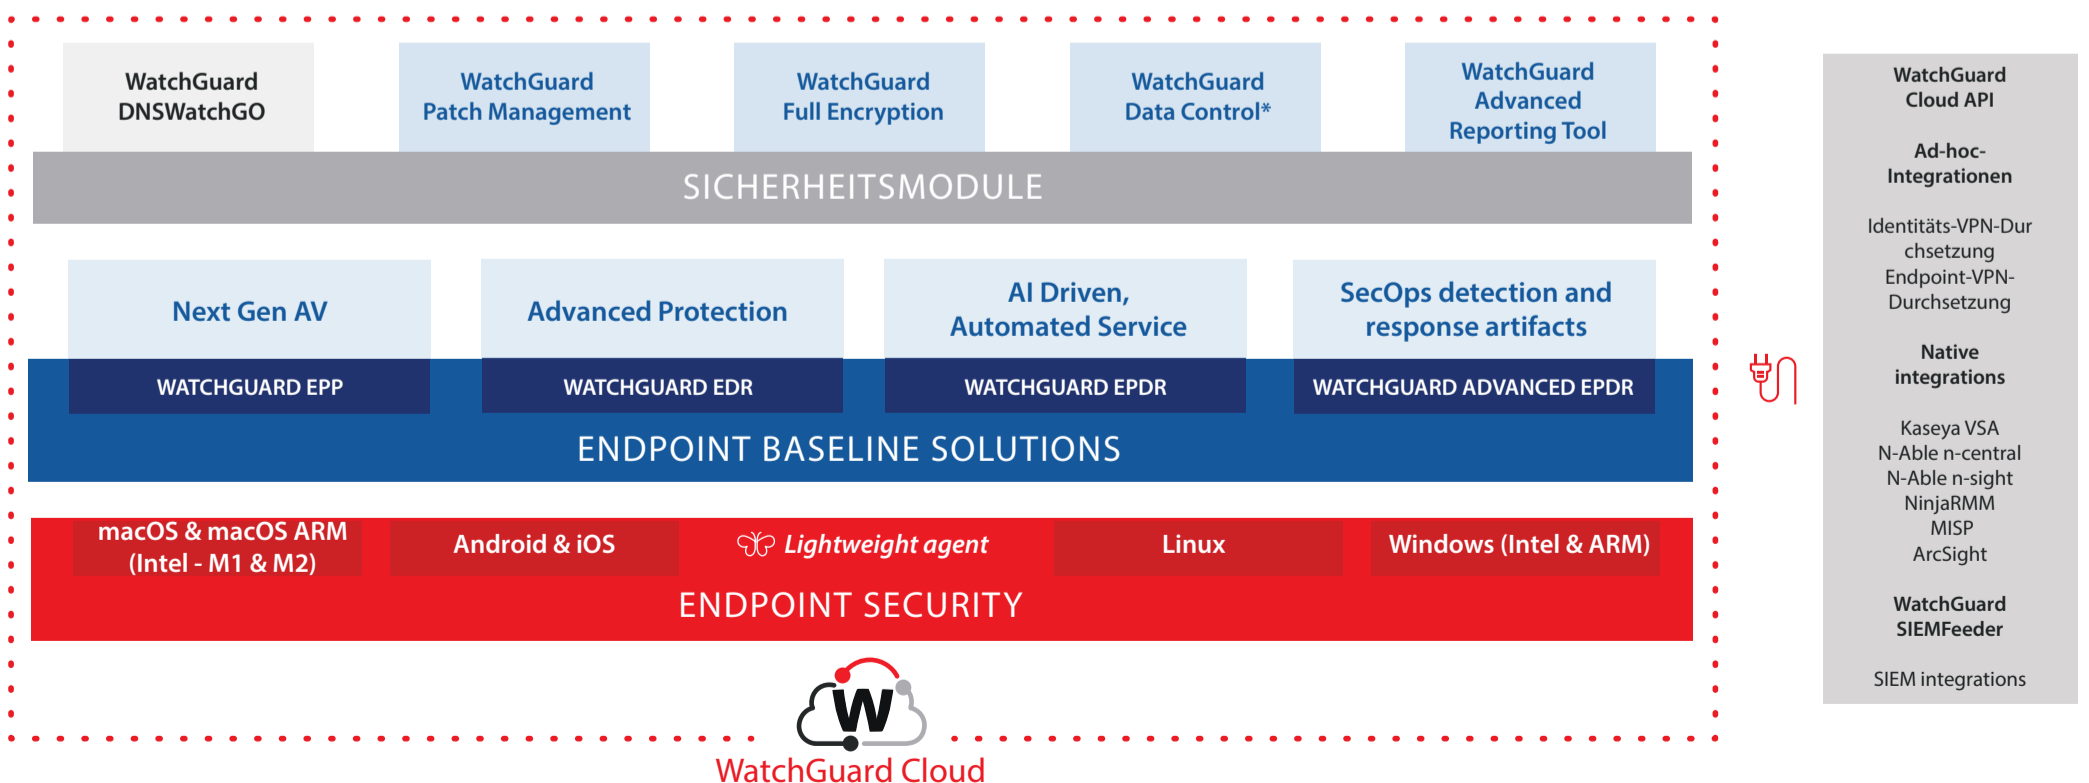 WatchGuard
DNSWatchGO
WatchGuard
Patch Management
WatchGuard
Full Encryption
WatchGuard
Data Control*
WatchGuard
Advanced
Reporting Tool
SICHERHEITSMODULE
Next Gen AV
Advanced Protection
AI Driven,
Automated Service
SecOps detection and
response artifacts
WATCHGUARD EPP
WATCHGUARD EDR
WATCHGUARD EPDR
WATCHGUARD ADVANCED EPDR
ENDPOINT BASELINE SOLUTIONS
macOS & macOS ARM
(Intel - M1 & M2)
Android & iOS
Lightweight agent
Linux
Windows (Intel & ARM)
ENDPOINT SECURITY
W
WatchGuard Cloud
WatchGuard
Cloud API
Ad-hoc-
Integrationen
Identitäts-VPN-Dur
chsetzung
Endpoint-VPN-
Durchsetzung
Native
integrations
Kaseya VSA
N-Able n-central
N-Able n-sight
NinjaRMM
MISP
ArcSight
WatchGuard
SIEMFeeder
SIEM integrations